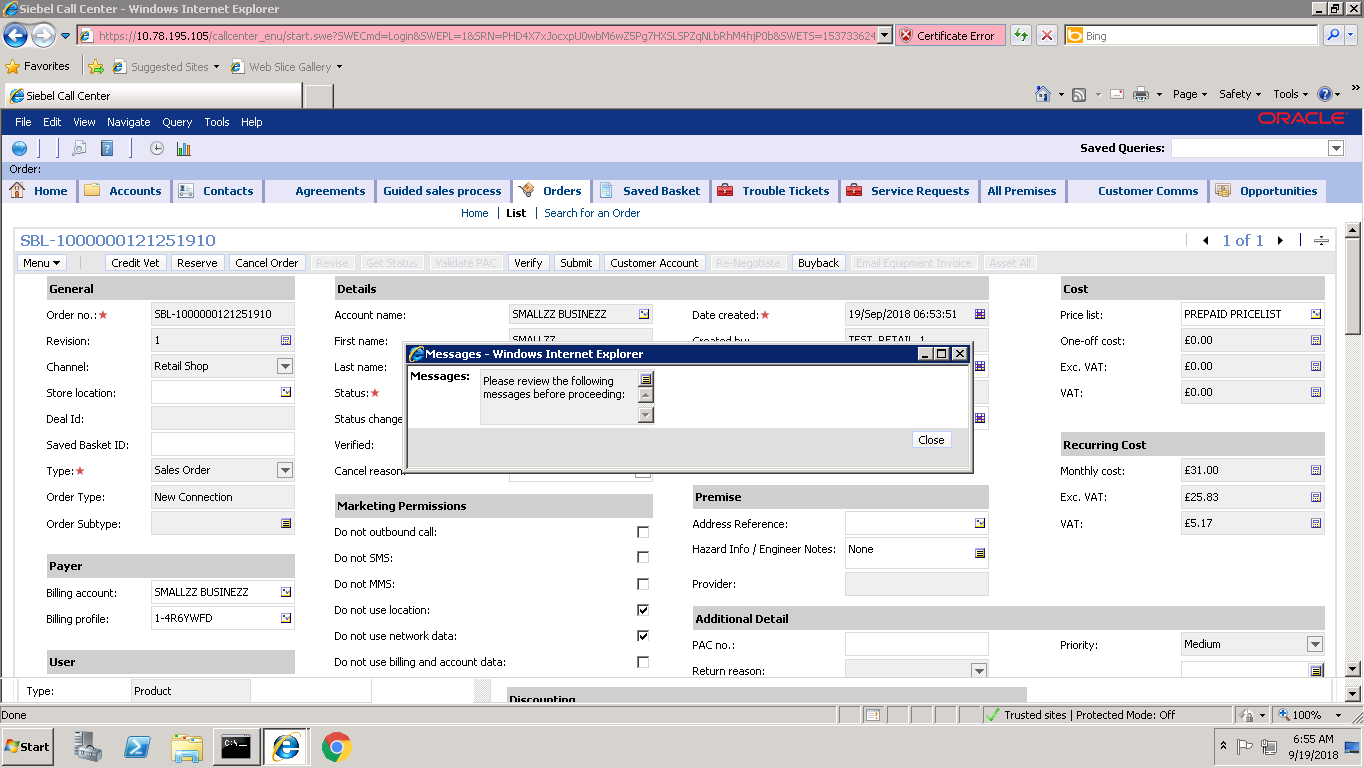 Siebel Call Center - Windows Internet Explorer
https://10.78.195.105/callcenter_enu/start.swe?SWECmd=Login&SWEPL=1&SRN=
Certificate Error
Bing
Favorites
Suggested Sites
Web Slice Gallery
Siebel Call Center
Page
Safety
Tools
File Edit View Navigate Query Tools Help
ORACLE
Saved Queries:
Order:
Home Accounts Contacts Agreements Guided sales process Orders Saved Basket Trouble Tickets Service Requests All Premises Customer Comms Opportunities
Home | List | Search for an Order
SBL-1000000121251910
1 of 1
Menu Credit Vet Reserve Cancel Order Revise Get Status Validate PAC Verify Submit Customer Account Re-Negotiate Buyback Email Equipment Invoice Asset All
General
Order no.:★ SBL-1000000121251910
Revision: 1
Channel: Retail Shop
Store location:
Deal Id:
Saved Basket ID:
Type:★ Sales Order
Order Type: New Connection
Order Subtype:
Payer
Billing account: SMALLZZ BUSINEZZ
Billing profile: 1-4R6YWFD
User
Details
Account name: SMALLZZ BUSINEZZ
First name: SMALLZZ
Last name:
Status:★
Status change
Verified:
Cancel reason:
Date created:★ 19/Sep/2018 06:53:51
Created by: TEST_RETAIL_1
Messages - Windows Internet Explorer
Messages:
Please review the following
messages before proceeding:
Close
Marketing Permissions
Do not outbound call:
Do not SMS:
Do not MMS:
Do not use location:
Do not use network data:
Do not use billing and account data:
Premise
Address Reference:
Hazard Info / Engineer Notes: None
Provider:
Additional Detail
PAC no.:
Return reason:
Priority: Medium
Cost
Price list: PREPAID PRICELIST
One-off cost: £0.00
Exc. VAT: £0.00
VAT: £0.00
Recurring Cost
Monthly cost: £31.00
Exc. VAT: £25.83
VAT: £5.17
Type: Product
Discounting
Done
Trusted sites | Protected Mode: Off
100%
Start
6:55 AM
9/19/2018